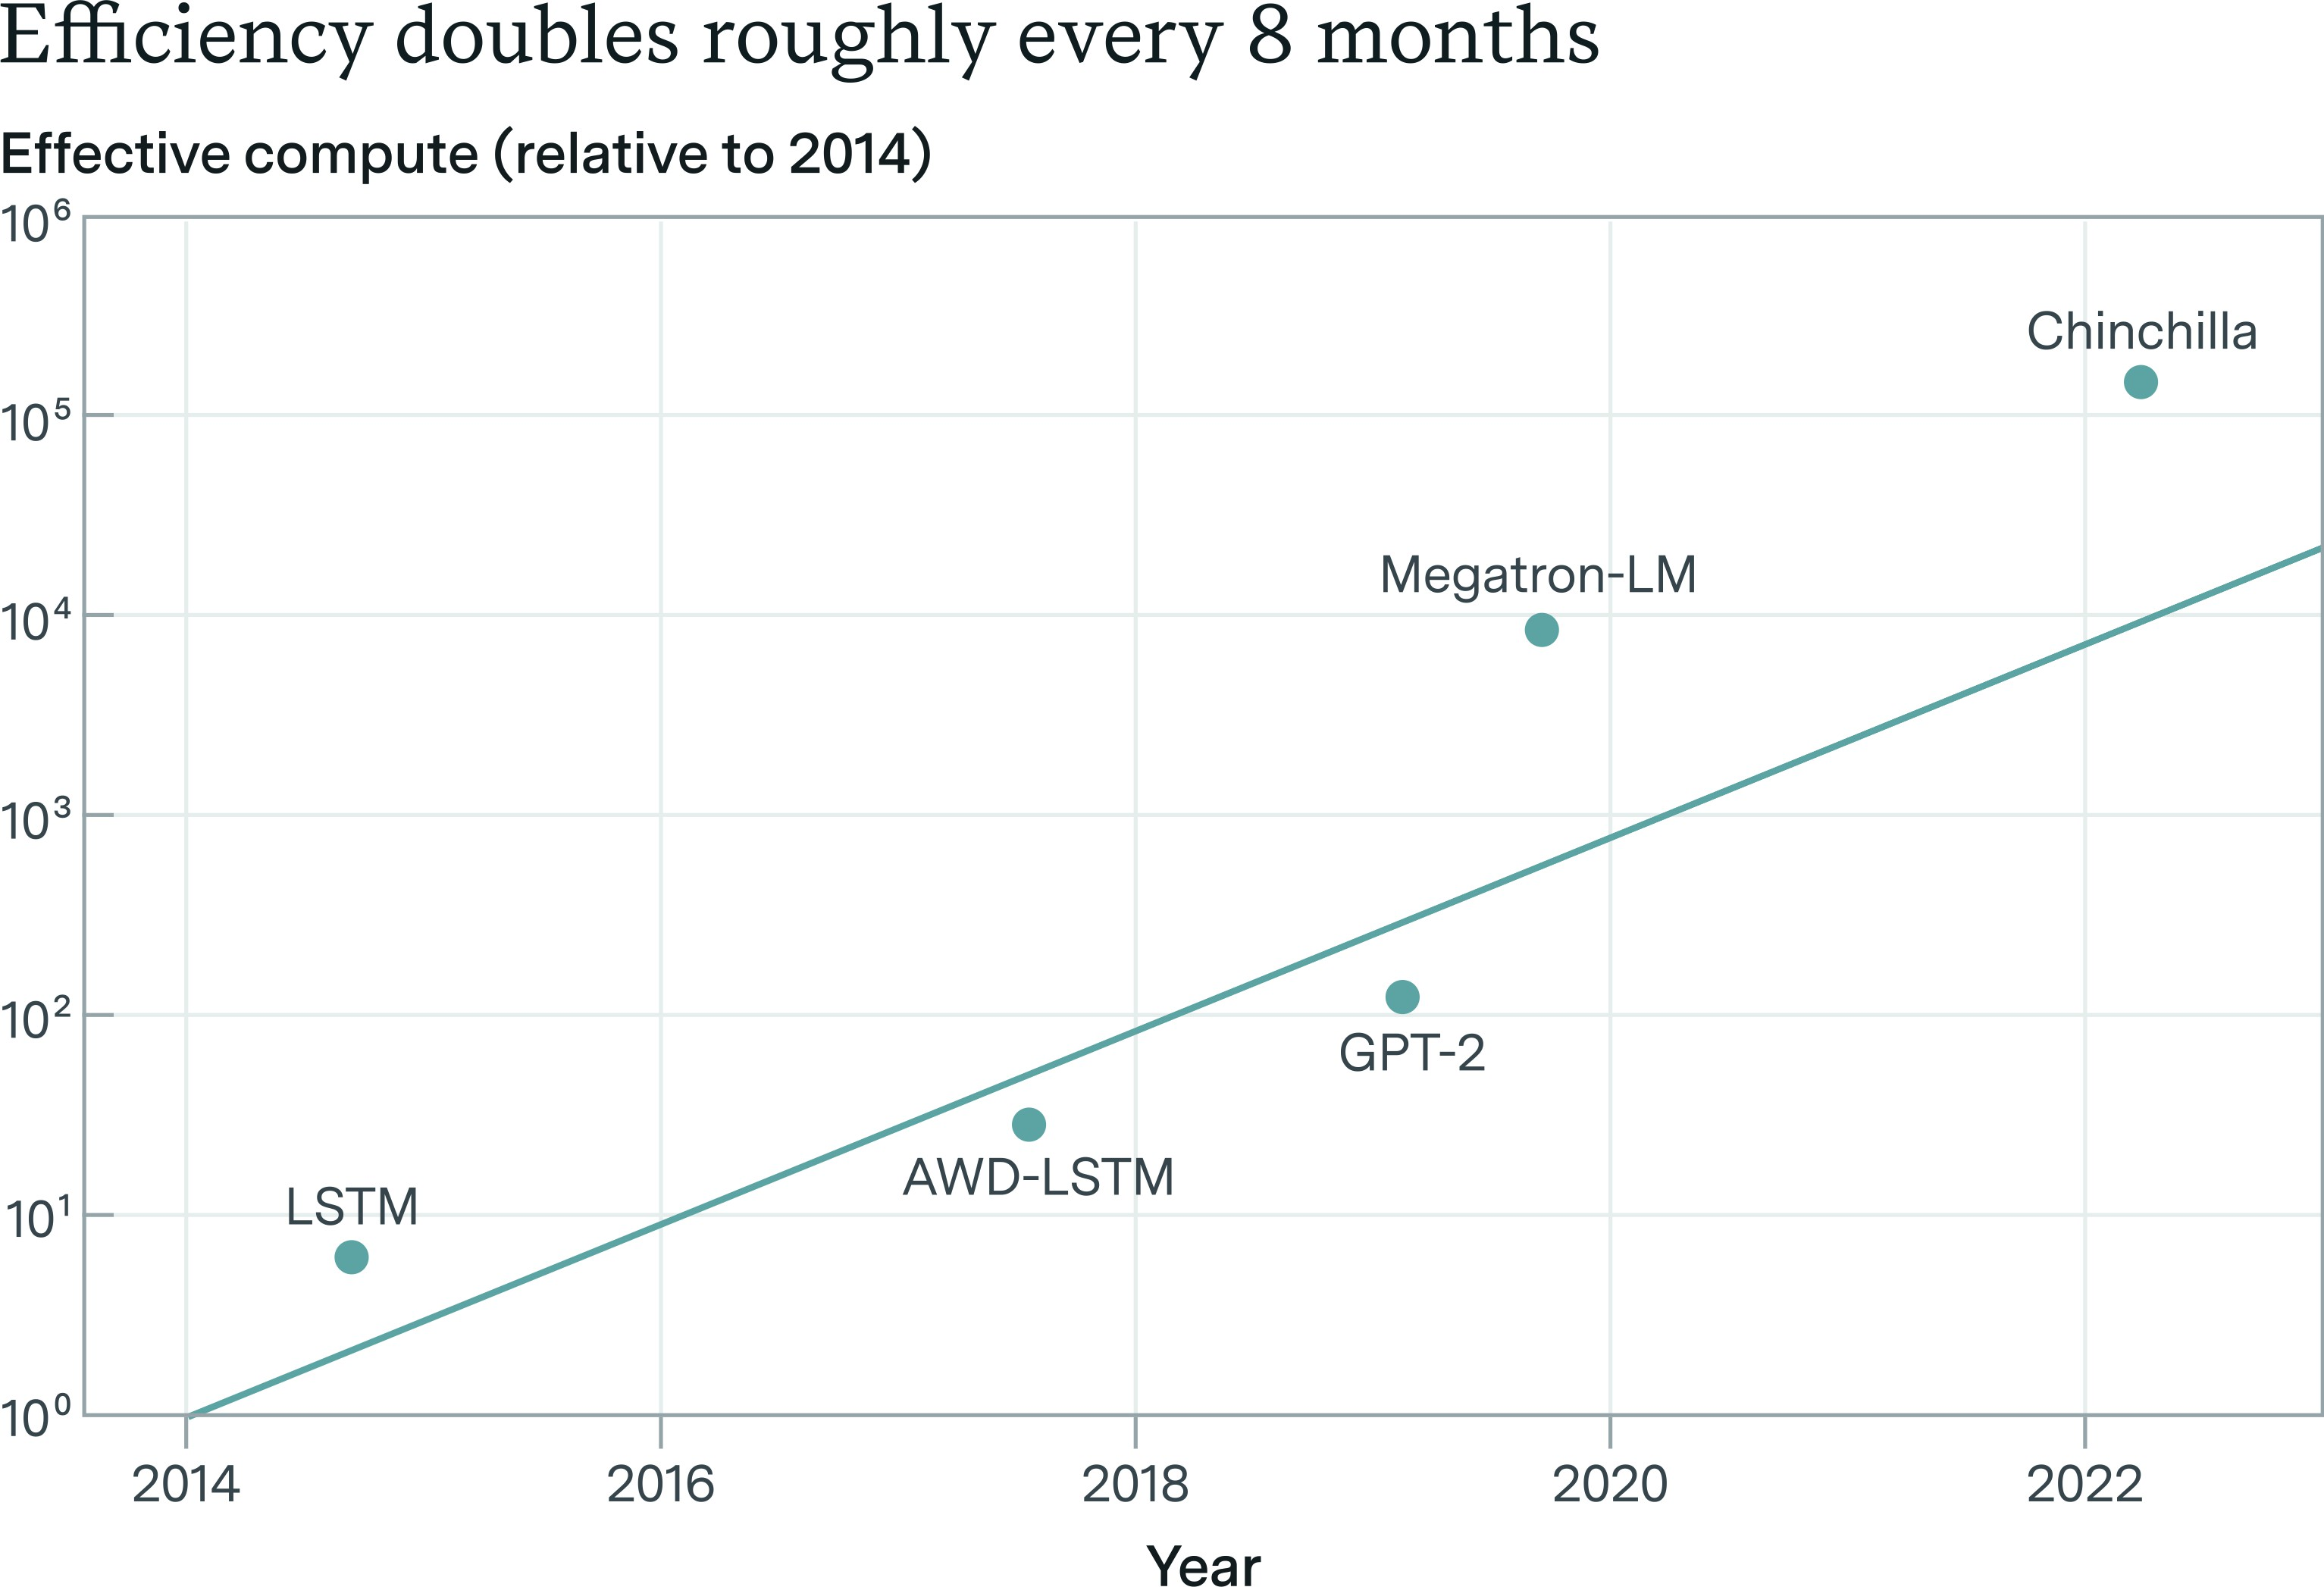 Effiieny doubles roughly every 8 months
Effective compute (relative to 2014)
10⁶
Chinchilla
10⁵
Megatron-LM
10⁴
10³
10²
GPT-2
AWD-LSTM
LSTM
10¹
10⁰
2014 2016 2018 2020 2022
Year